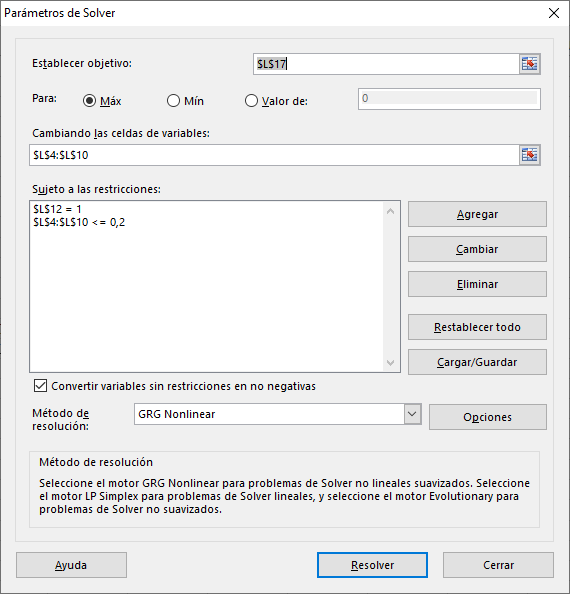 Parámetros de Solver
Establecer objetivo:
$L$17
Para:
Máx
Mín
Valor de:
0
Cambiando las celdas de variables:
$L$4:$L$10
Sujeto a las restricciones:
$L$12 = 1
$L$4:$L$10 <= 0,2
Agregar
Cambiar
Eliminar
Restablecer todo
Cargar/Guardar
Convertir variables sin restricciones en no negativas
Método de
resolución:
GRG Nonlinear
Opciones
Método de resolución
Seleccione el motor GRG Nonlinear para problemas de Solver no lineales suavizados. Seleccione
el motor LP Simplex para problemas de Solver lineales, y seleccione el motor Evolutionary para
problemas de Solver no suavizados.
Ayuda
Resolver
Cerrar